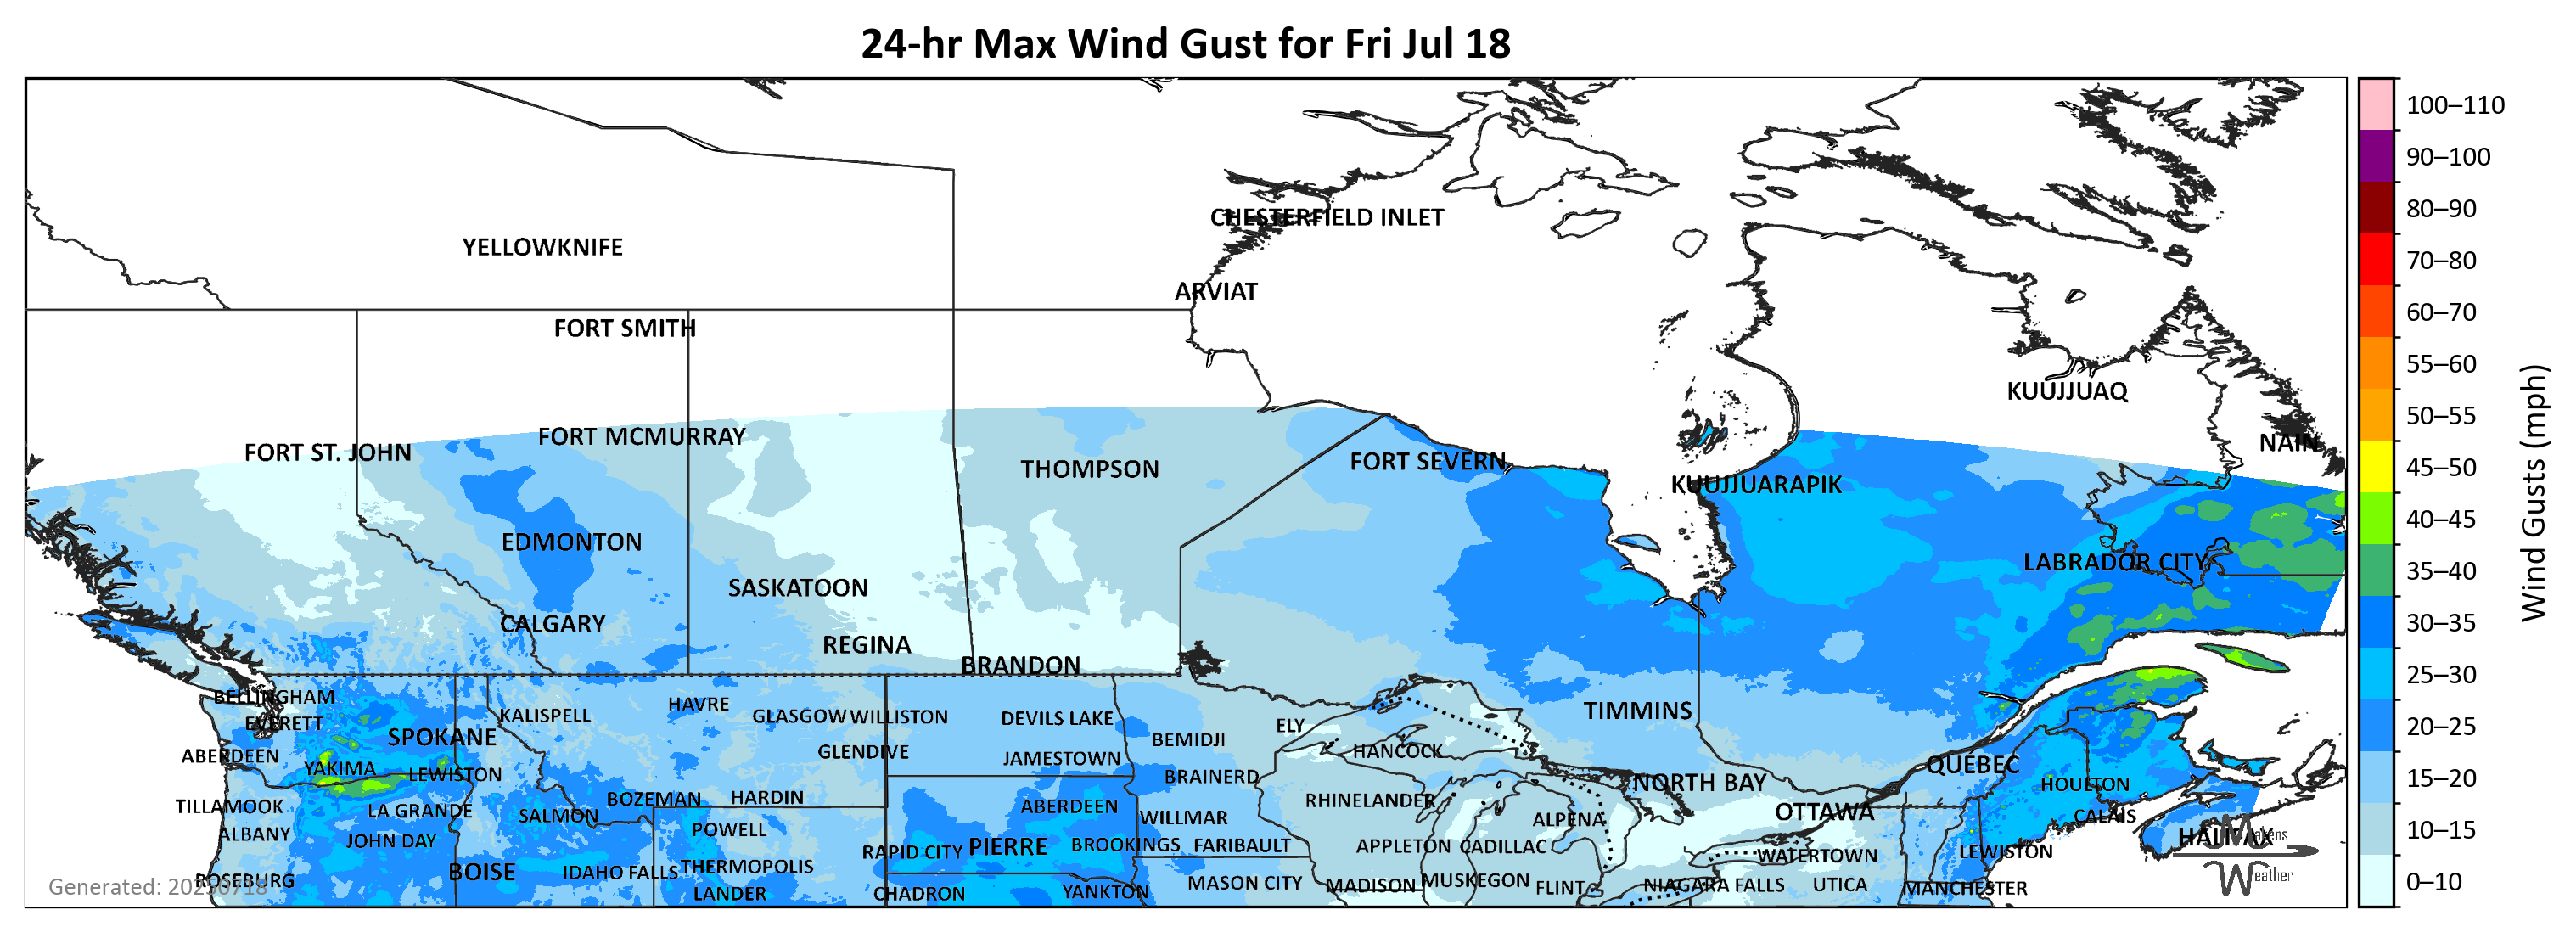 24-hr Max Wind Gust for Fri Jul 18
100–110
90–100
80–90
70–80
60–70
55–60
50–55
45–50
40–45
35–40
30–35
25–30
20–25
15–20
10–15
0–10
Wind Gusts (mph)
CHESTERFIELD INLET
YELLOWKNIFE
ARVIAT
FORT SMITH
KUUJJUAQ
FORT MCMURRAY
NAIN
FORT ST. JOHN
FORT SEVERN
THOMPSON
KUUJJUARAPIK
EDMONTON
LABRADOR CITY
SASKATOON
CALGARY
REGINA
BRANDON
BELLINGHAM
HAVRE
TIMMINS
KALISPELL
GLASGOW
WILLISTON
DEVILS LAKE
EVERETT
ELY
SPOKANE
BEMIDJI
GLENDIVE
HANCOCK
ABERDEEN
JAMESTOWN
QUEBEC
YAKIMA
LEWISTON
BRAINERD
NORTH BAY
HOULTON
BOZEMAN
HARDIN
RHINELANDER
TILLAMOOK
ABERDEEN
LA GRANDE
OTTAWA
SALMON
CALAIS
WILLMAR
ALPENA
POWELL
ALBANY
HALIFAX
JOHN DAY
PIERRE
BROOKINGS
FARIBAULT
APPLETON
CADILLAC
RAPID CITY
LEWISTON
WATERTOWN
THERMOPOLIS
BOISE
IDAHO FALLS
ROSEBURG
MUSKEGON
MASON CITY
MADISON
NIAGARA FALLS
UTICA
FLINT
MANCHESTER
YANKTON
LANDER
CHADRON
Generated: 20250718
Makens
Weather